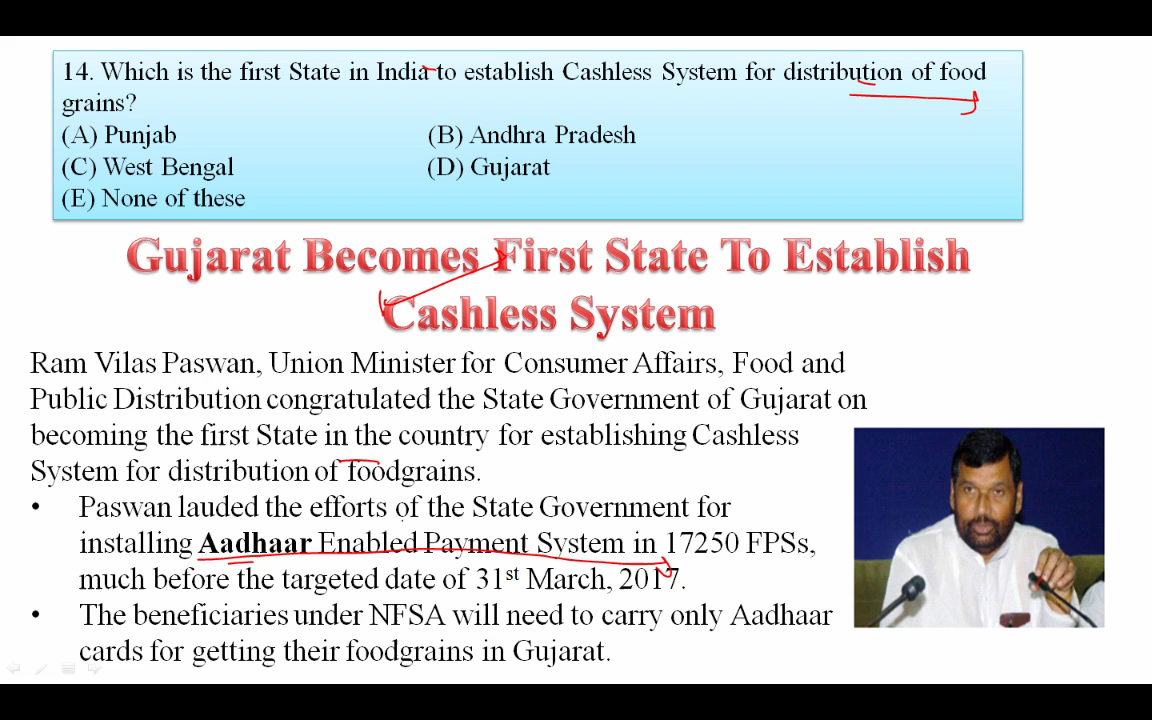 14. Which is the first State in India to establish Cashless System for distribution of food
grains?
(A) Punjab (B) Andhra Pradesh
(C) West Bengal (D) Gujarat
(E) None of these
Gujarat Becomes First State To Establish
Cashless System
Ram Vilas Paswan, Union Minister for Consumer Affairs, Food and
Public Distribution congratulated the State Government of Gujarat on
becoming the first State in the country for establishing Cashless
System for distribution of foodgrains.
• Paswan lauded the efforts of the State Government for
installing Aadhaar Enabled Payment System in 17250 FPSs,
much before the targeted date of 31st March, 2017.
• The beneficiaries under NFSA will need to carry only Aadhaar
cards for getting their foodgrains in Gujarat.